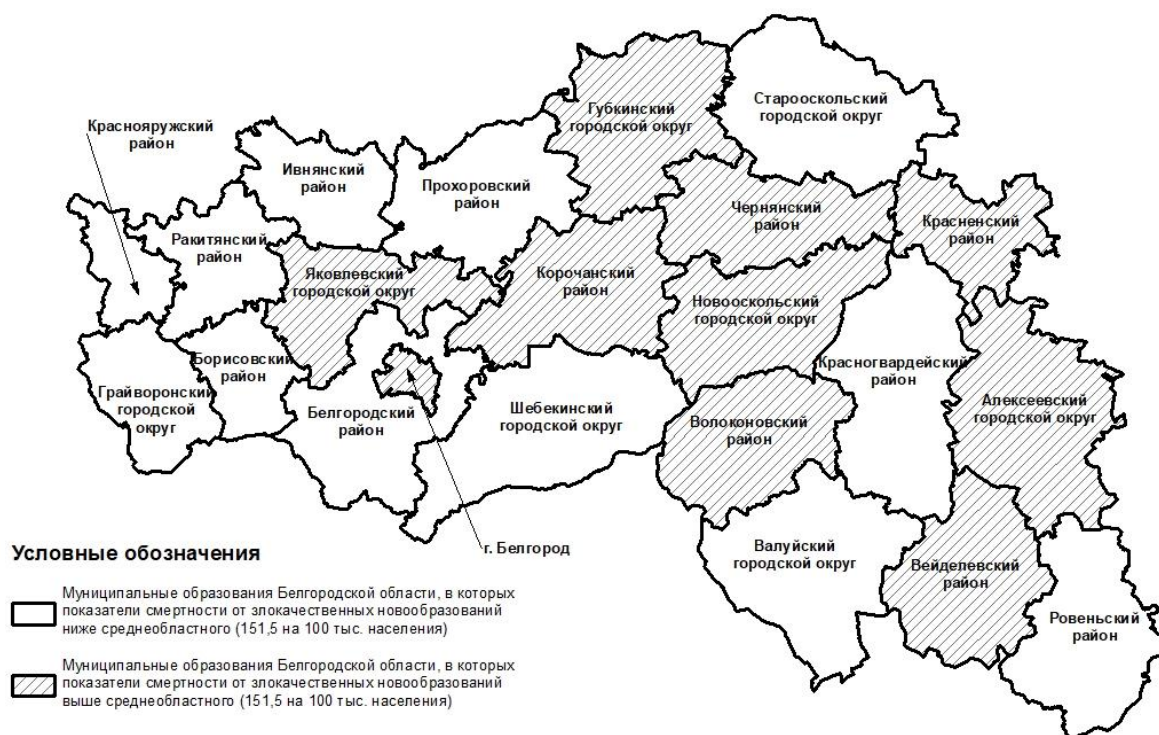 Губкинский
городской округ
Старооскольский
городской округ
Краснояружский
район
Ивнянский
район
Прохоровский
район
Чернянский
район
Красненский
район
Ракитянский
район
Яковлевский
городской округ
Корочанский
район
Новооскольский
городской округ
Борисовский
район
Красногвардейский
район
Грайворонский
городской
округ
Белгородский
район
Шебекинский
городской округ
Волоконовский
район
Алексеевский
городской округ
г. Белгород
Валуйский
городской округ
Вейделевский
район
Ровеньский
район
Условные обозначения
Муниципальные образования Белгородской области, в которых
показатели смертности от злокачественных новообразований
ниже среднеобластного (151,5 на 100 тыс. населения)
Муниципальные образования Белгородской области, в которых
показатели смертности от злокачественных новообразований
выше среднеобластного (151,5 на 100 тыс. населения)